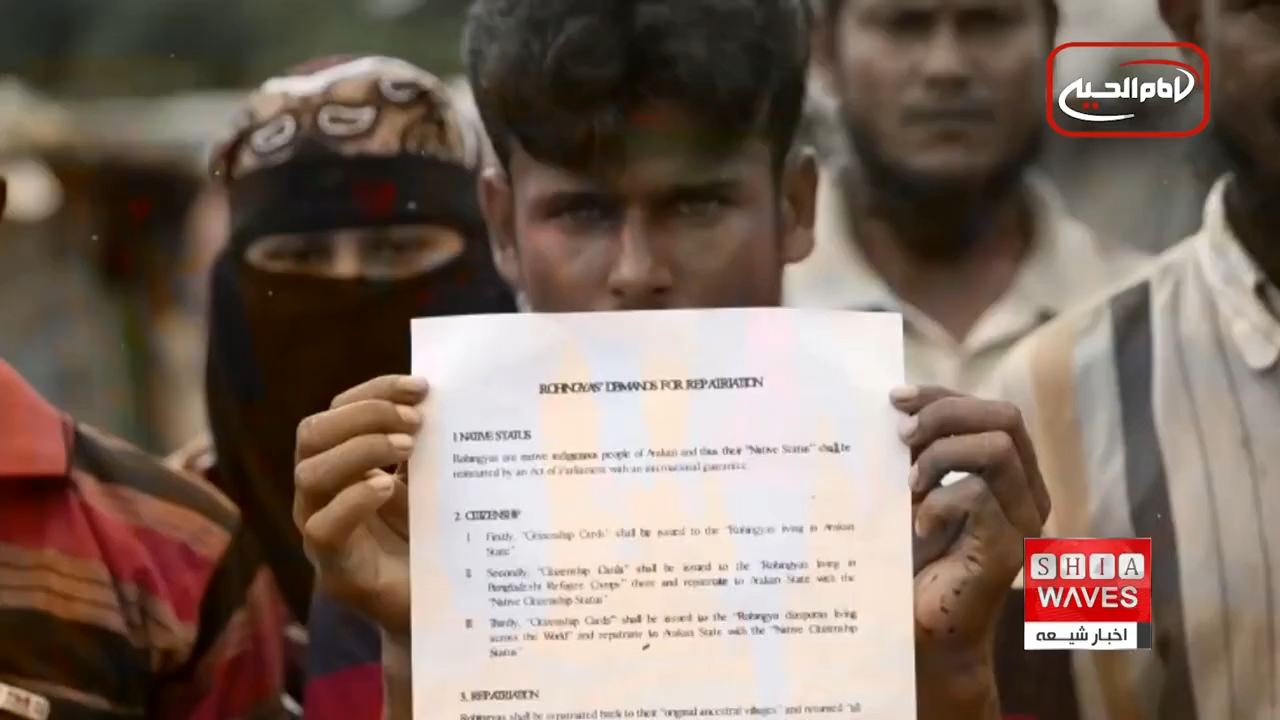 امام الحسین
ROHINGYAS' DEMANDS FOR REPATRIATION
1. NATIVE STATUS
Rohingyas are native indigenous people of Arakan and thus their "Native Status" shall be
reinstated by an Act of Parliament with an international guarantee
2. CITIZENSHIP
I. Firstly, "Citizenship Cards" shall be issued to the "Rohingyas living in Arakan
State"
II. Secondly, "Citizenship Cards" shall be issued to the "Rohingyas living in
Bangladeshi Refugee Camps" there and repatriate to Arakan State with the
"Native Citizenship Status"
III. Thirdly, "Citizenship Cards" shall be issued to the "Rohingya diasporas living
across the World" and repatriate to Arakan State with the "Native Citizenship
Status"
3. REPATRIATION
Rohingyas shall be repatriated back to their "original ancestral villages" and returned "all
SHIA
WAVES
اخبار شیعه